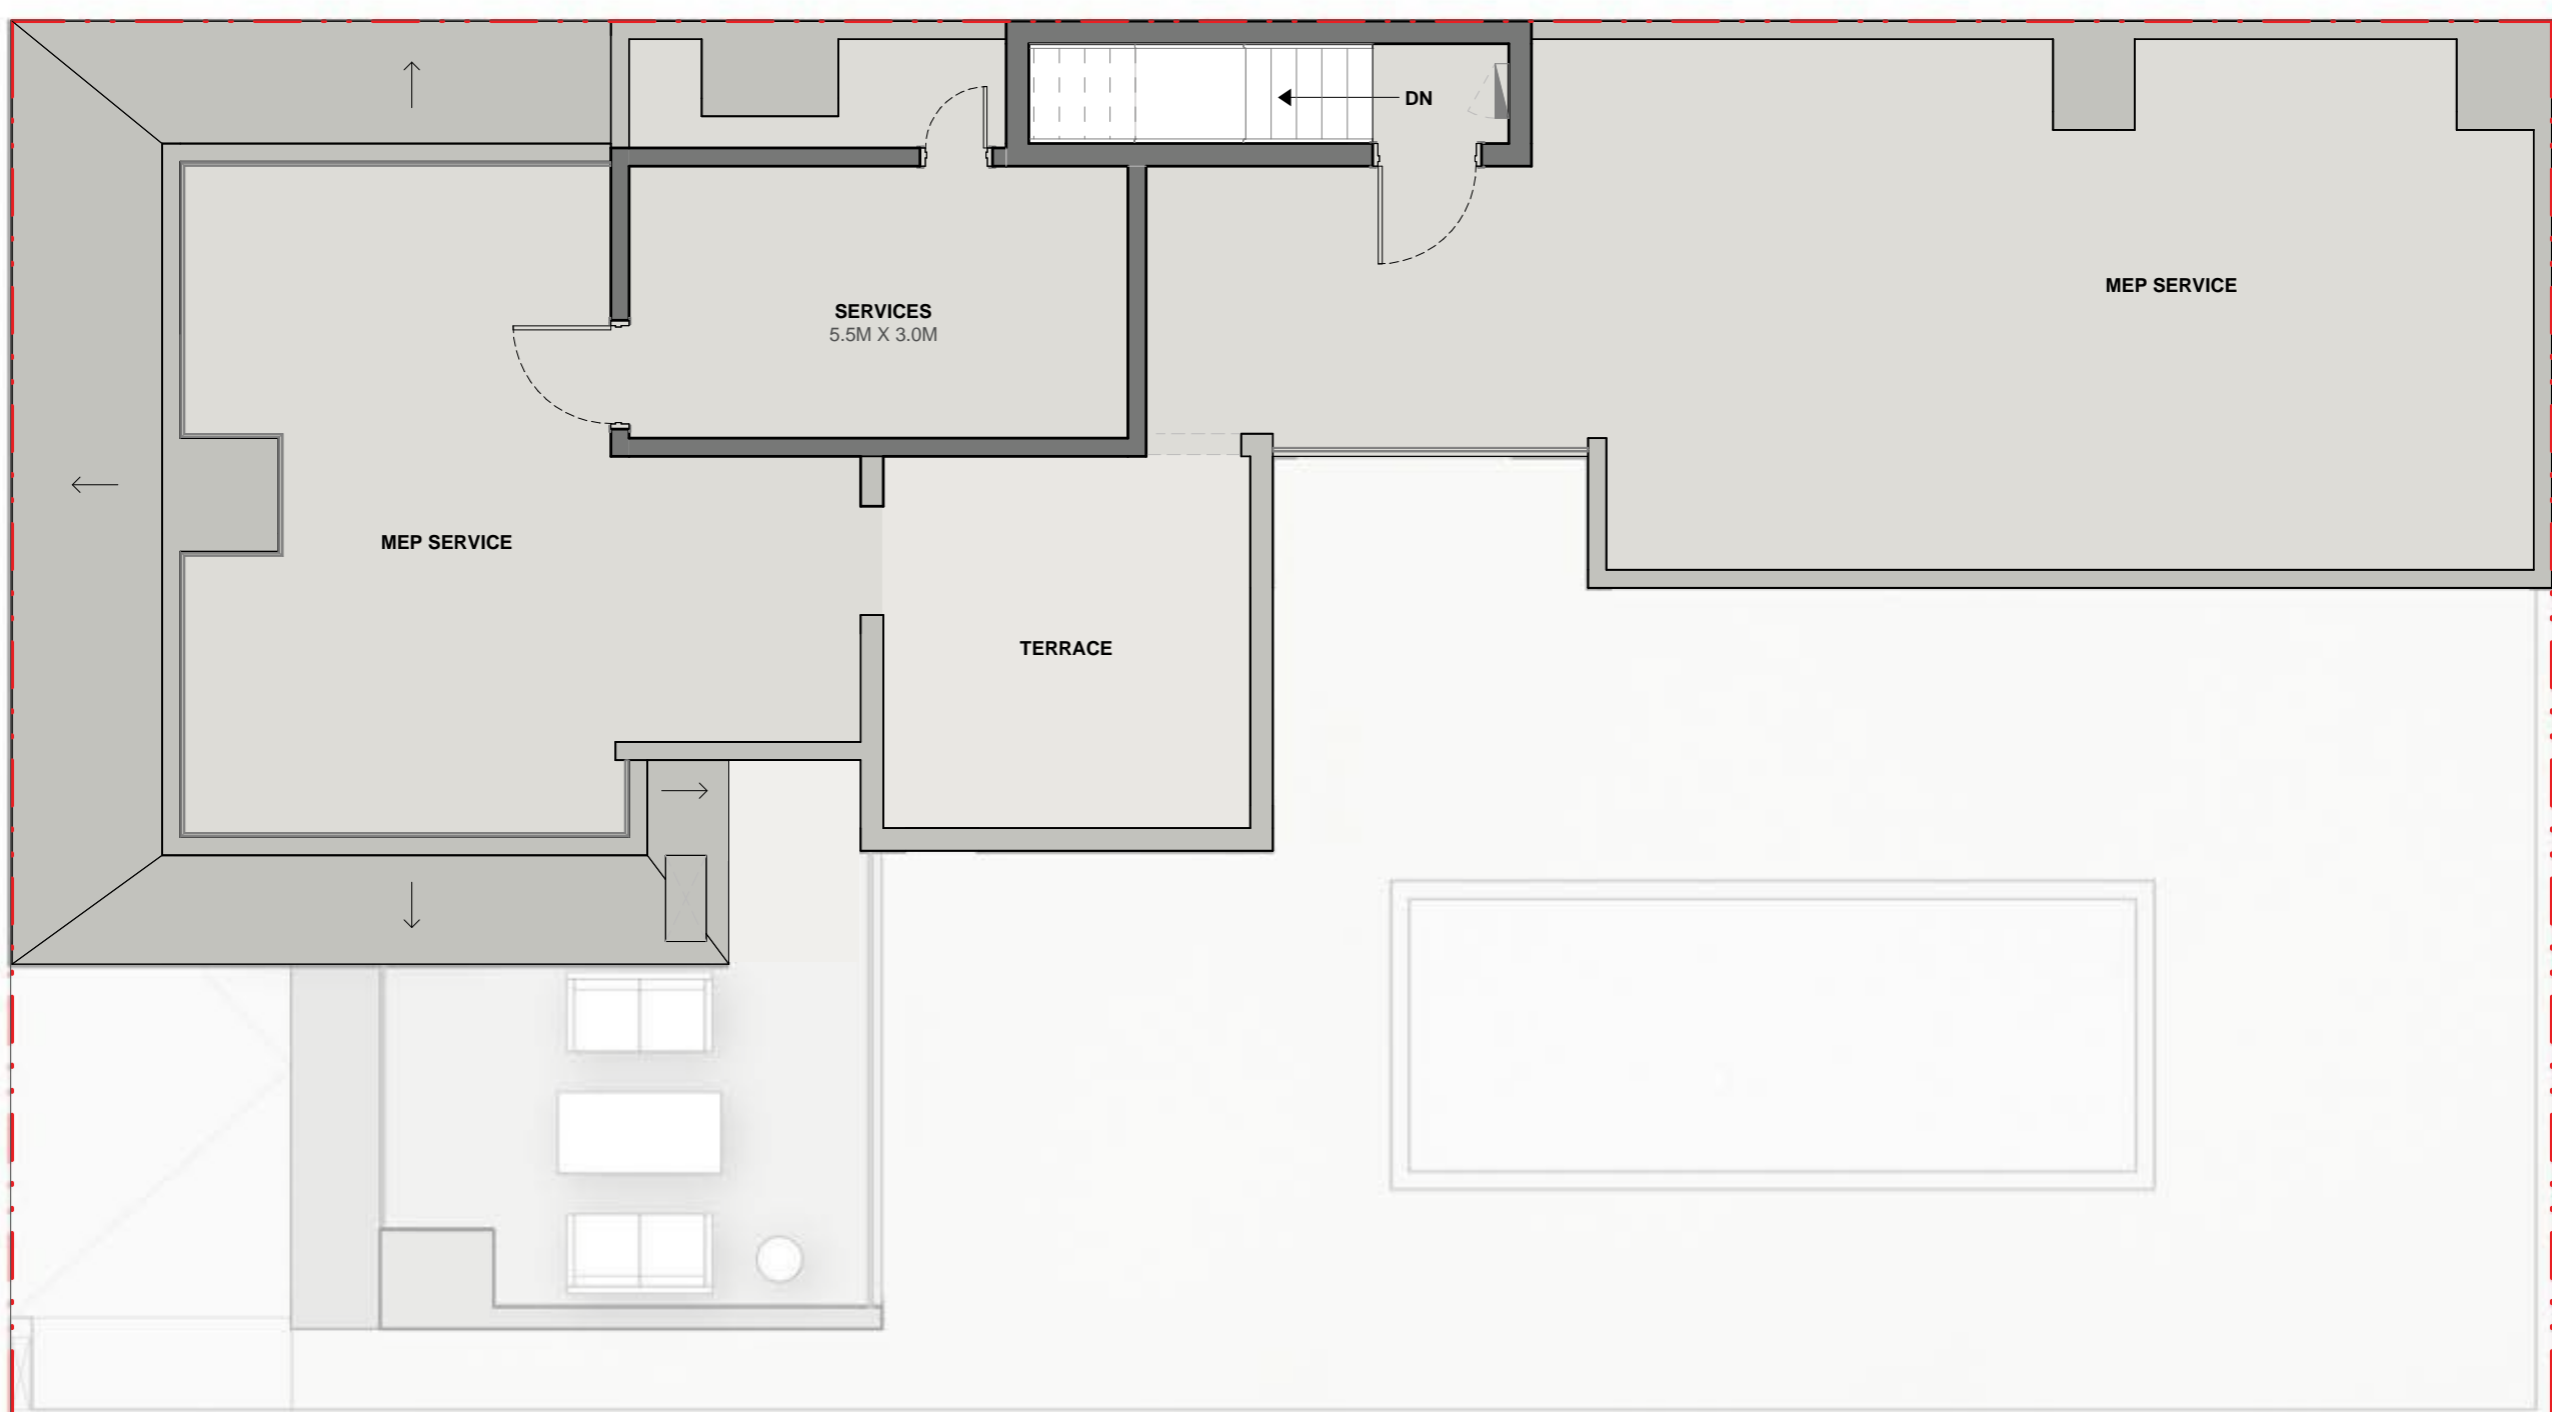 DN
MEP SERVICE
SERVICES
5.5M X 3.0M
MEP SERVICE
TERRACE